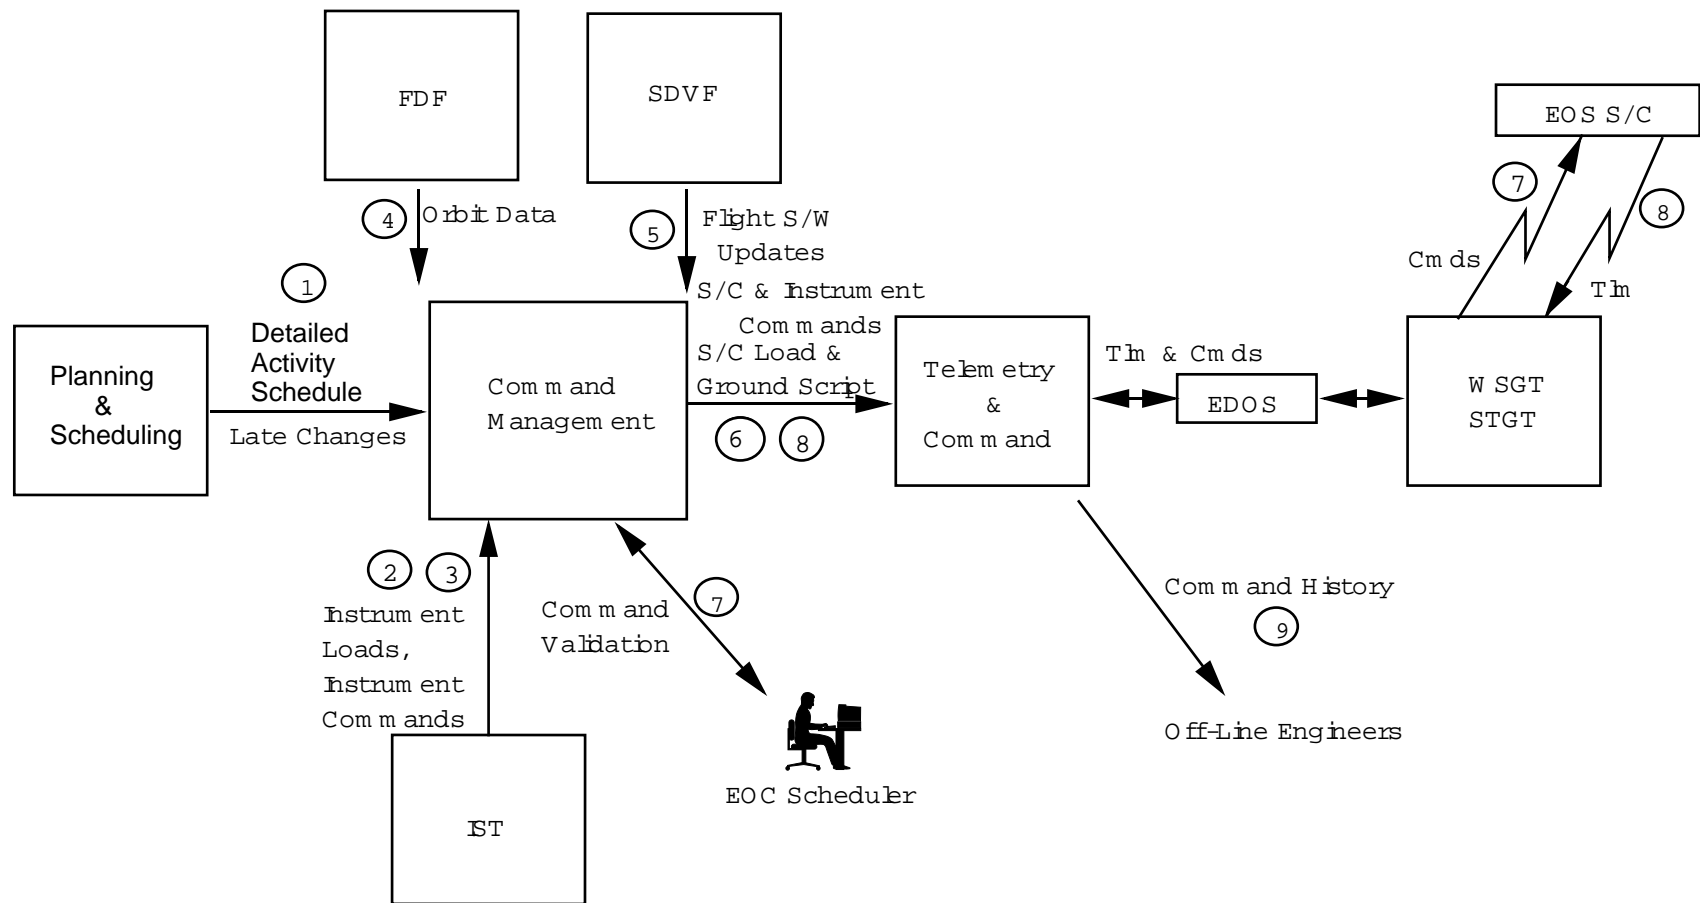 FDF
SDVF
EOS S/C
4
Orbit Data
5
Flight S/W
Updates
7
8
Cmds
Tlm
1
Detailed
Activity
Schedule
Late Changes
Planning
&
Scheduling
Command
Management
S/C & Instrument
Commands
S/C Load &
Ground Script
6
8
Telemetry
&
Command
Tlm & Cmds
EDOS
WSGT
STGT
2
3
Instrument
Loads,
Instrument
Commands
Command
Validation
7
Command History
9
Off-Line Engineers
EOC Scheduler
IST